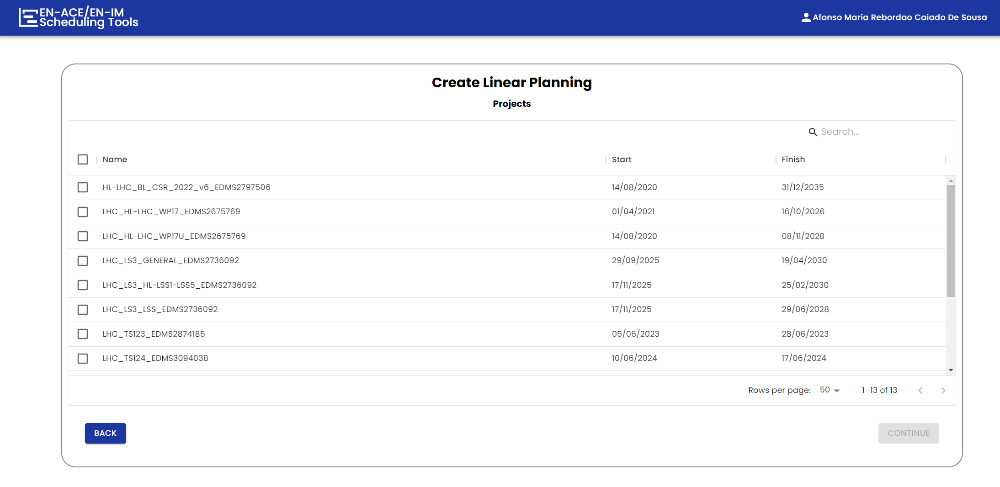 EN-ACE/EN-IM
Scheduling Tools
Afonso Maria Rebordao Caiado De Sousa
Create Linear Planning
Projects
Search...
Name Start Finish
HL-LHC_BL_CSR_2022_v6_EDMS2797506 14/08/2020 31/12/2035
LHC_HL-LHC_WP17_EDMS2675769 01/04/2021 16/10/2026
LHC_HL-LHC_WP17U_EDMS2675769 14/08/2020 08/11/2028
LHC_LS3_GENERAL_EDMS2736092 29/09/2025 19/04/2030
LHC_LS3_HL-LSS1-LSS5_EDMS2736092 17/11/2025 25/02/2030
LHC_LS3_LSS_EDMS2736092 17/11/2025 29/06/2028
LHC_TS123_EDMS2874185 05/06/2023 28/06/2023
LHC_TS124_EDMS3094038 10/06/2024 17/06/2024
Rows per page: 50 1–13 of 13
BACK CONTINUE